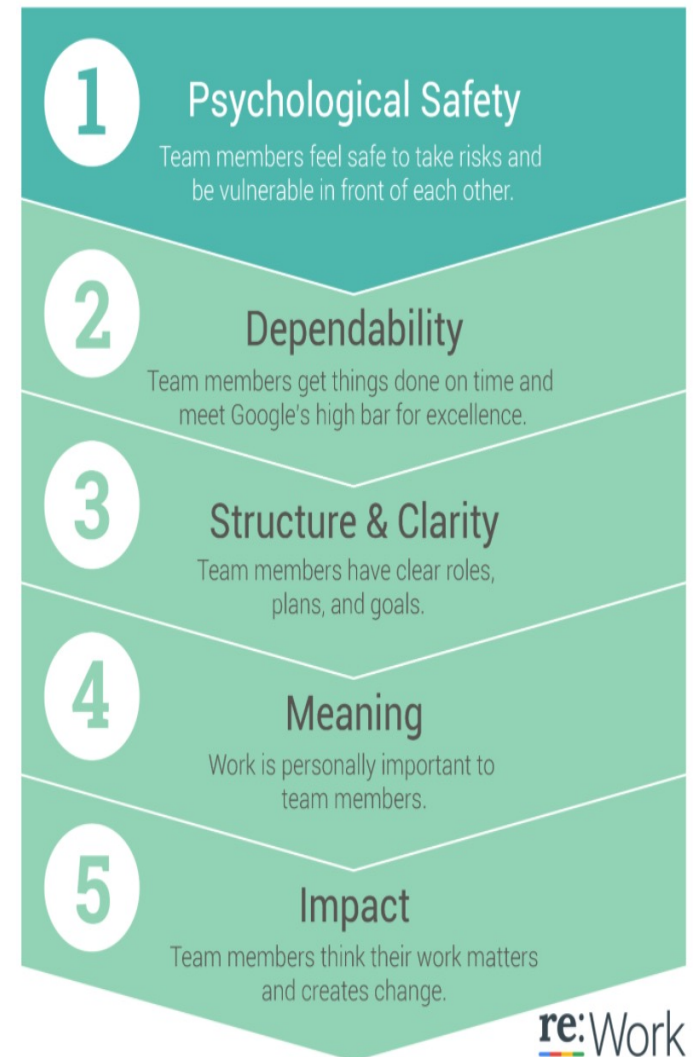 1
Psychological Safety
Team members feel safe to take risks and
be vulnerable in front of each other.
2
Dependability
Team members get things done on time and
meet Google's high bar for excellence.
3
Structure & Clarity
Team members have clear roles,
plans, and goals.
4
Meaning
Work is personally important to
team members.
5
Impact
Team members think their work matters
and creates change.
re:Work